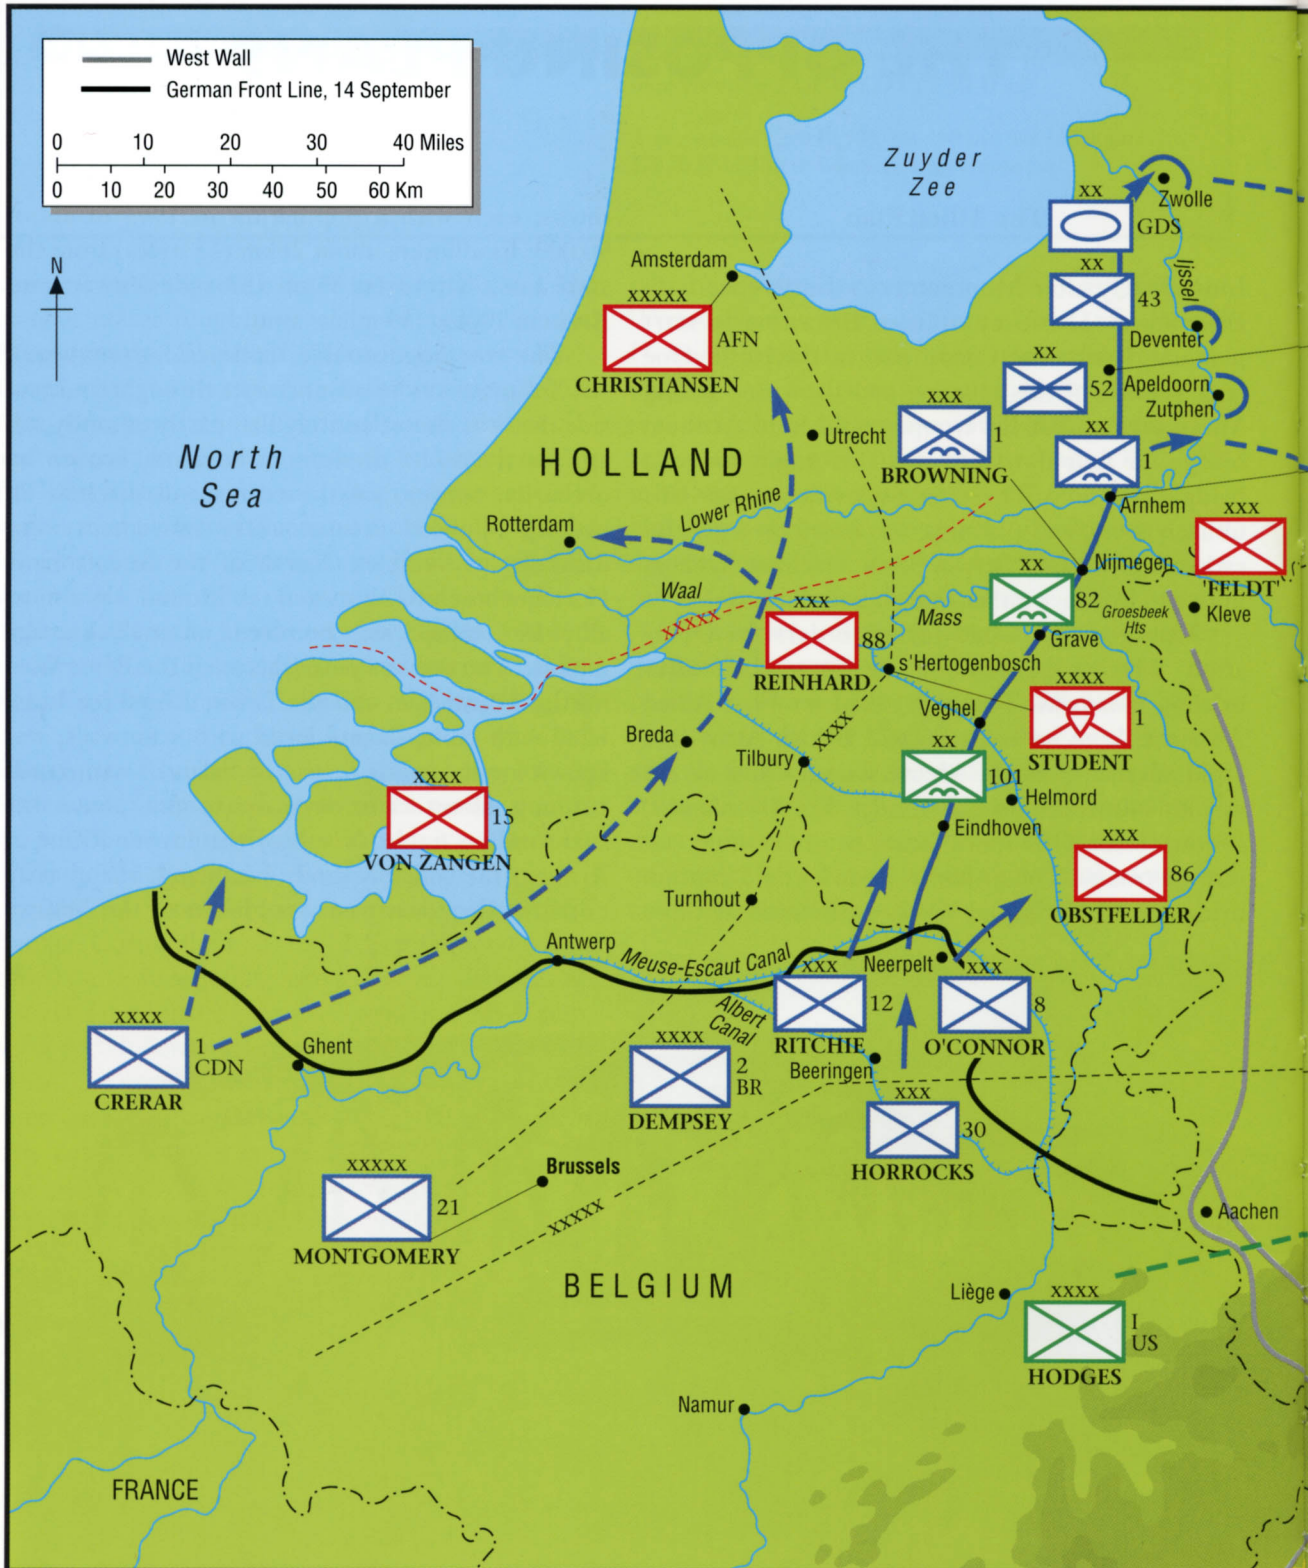 West Wall
German Front Line, 14 September
0 10 20 30 40 Miles
0 10 20 30 40 50 60 Km
N
Zuyder
Zee
XX
Zwolle
GDS
XX
43
Ijssel
Amsterdam
XXXXX
AFN
CHRISTIANSEN
Deventer
XX
52
Apeldoorn
Zutphen
XXX
1
BROWNING
XX
1
Utrecht
HOLLAND
North
Sea
Arnhem
Lower Rhine
Rotterdam
XXX
'FELDT'
Nijmegen
XX
82
Waal
XXXXX
Mass
Groesbeek
Hts
Kleve
XXX
88
REINHARD
Grave
s'Hertogenbosch
XXXX
1
STUDENT
Veghel
XXXX
Breda
Tilbury
XX
101
Helmord
XXXX
15
VON ZANGEN
Eindhoven
XXX
86
OBSTFELDER
Turnhout
Antwerp
Meuse-Escaut Canal
Neerpelt
XXX
12
RITCHIE
XXX
8
O'CONNOR
Albert
Canal
Beeringen
XXXX
1
CDN
CRERAR
Ghent
XXXX
2
BR
DEMPSEY
XXX
30
HORROCKS
XXXXX
21
MONTGOMERY
Brussels
XXXXX
Aachen
BELGIUM
Liège
XXXX
I
US
HODGES
Namur
FRANCE